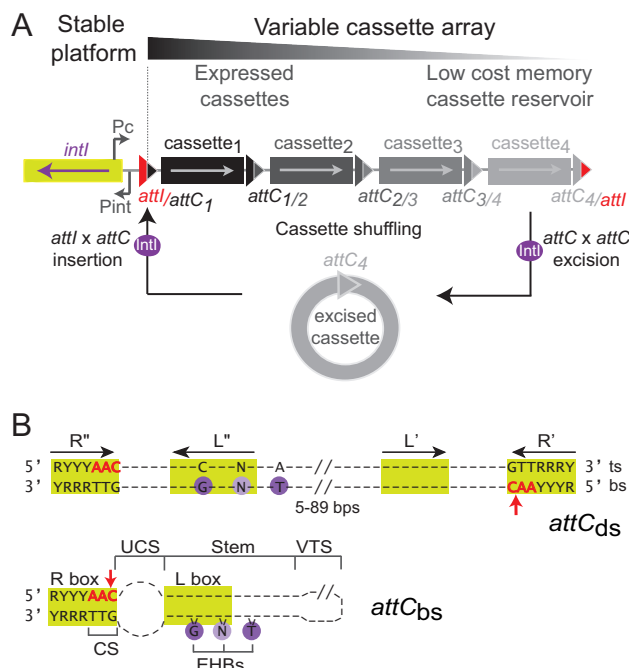 A
Stable
platform
Variable cassette array
Expressed
cassettes
Low cost memory
cassette reservoir
Pc
intI
cassette1
cassette2
cassette3
cassette4
Pint
attI/attC1
attC1/2
attC2/3
attC3/4
attC4/attI
Cassette shuffling
attI x attC
insertion
IntI
attC x attC
excision
IntI
attC4
excised
cassette
B
R"
L"
L'
R'
5' RYYYAAC C N A GTTRRRY 3' ts
3' YRRRTTG G N T CAAYYYR 5' bs
5-89 bps
attCds
UCS
Stem
VTS
R box
L box
attCbs
5' RYYYAAC
3' YRRRTTG
G N T
CS
EHBs